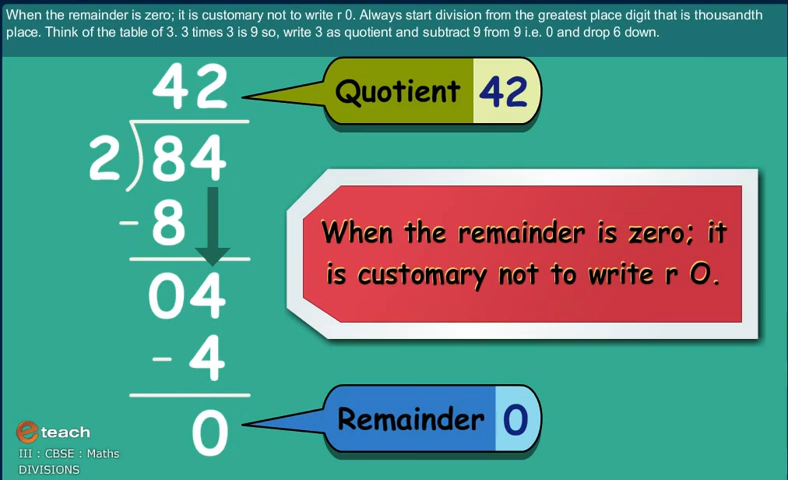 When the remainder is zero; it is customary not to write r 0. Always start division from the greatest place digit that is thousandth
place. Think of the table of 3. 3 times 3 is 9 so, write 3 as quotient and subtract 9 from 9 i.e. 0 and drop 6 down.
42
Quotient 42
2)84
-8
When the remainder is zero; it
is customary not to write r 0.
04
- 4
Remainder 0
0
e teach
III : CBSE : Maths
DIVISIONS